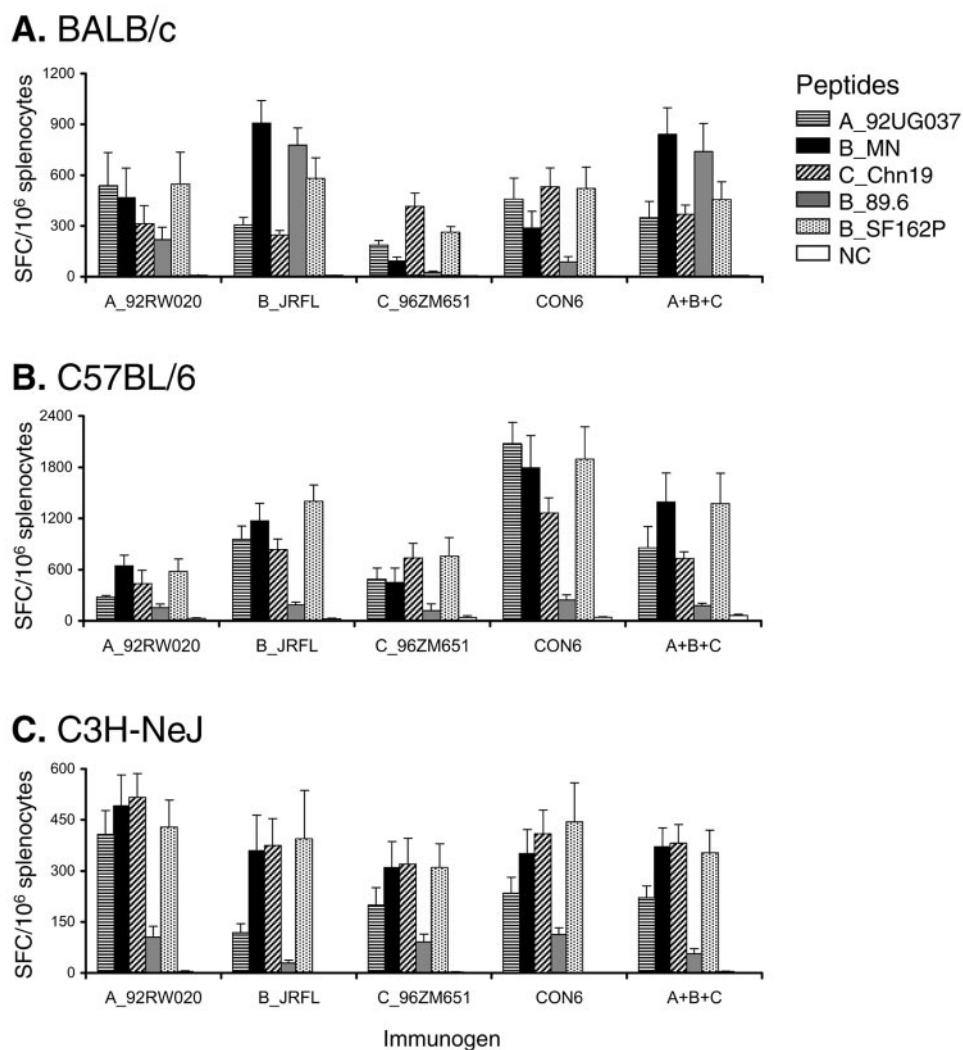 A. BALB/c
SFC/10⁶ splenocytes
1200
900
600
300
0
A_92RW020 B_JRFL C_96ZM651 CON6 A+B+C
Peptides
A_92UG037
B_MN
C_Chn19
B_89.6
B_SF162P
NC
B. C57BL/6
SFC/10⁶ splenocytes
2400
1800
1200
600
0
A_92RW020 B_JRFL C_96ZM651 CON6 A+B+C
C. C3H-NeJ
SFC/10⁶ splenocytes
600
450
300
150
0
A_92RW020 B_JRFL C_96ZM651 CON6 A+B+C
Immunogen